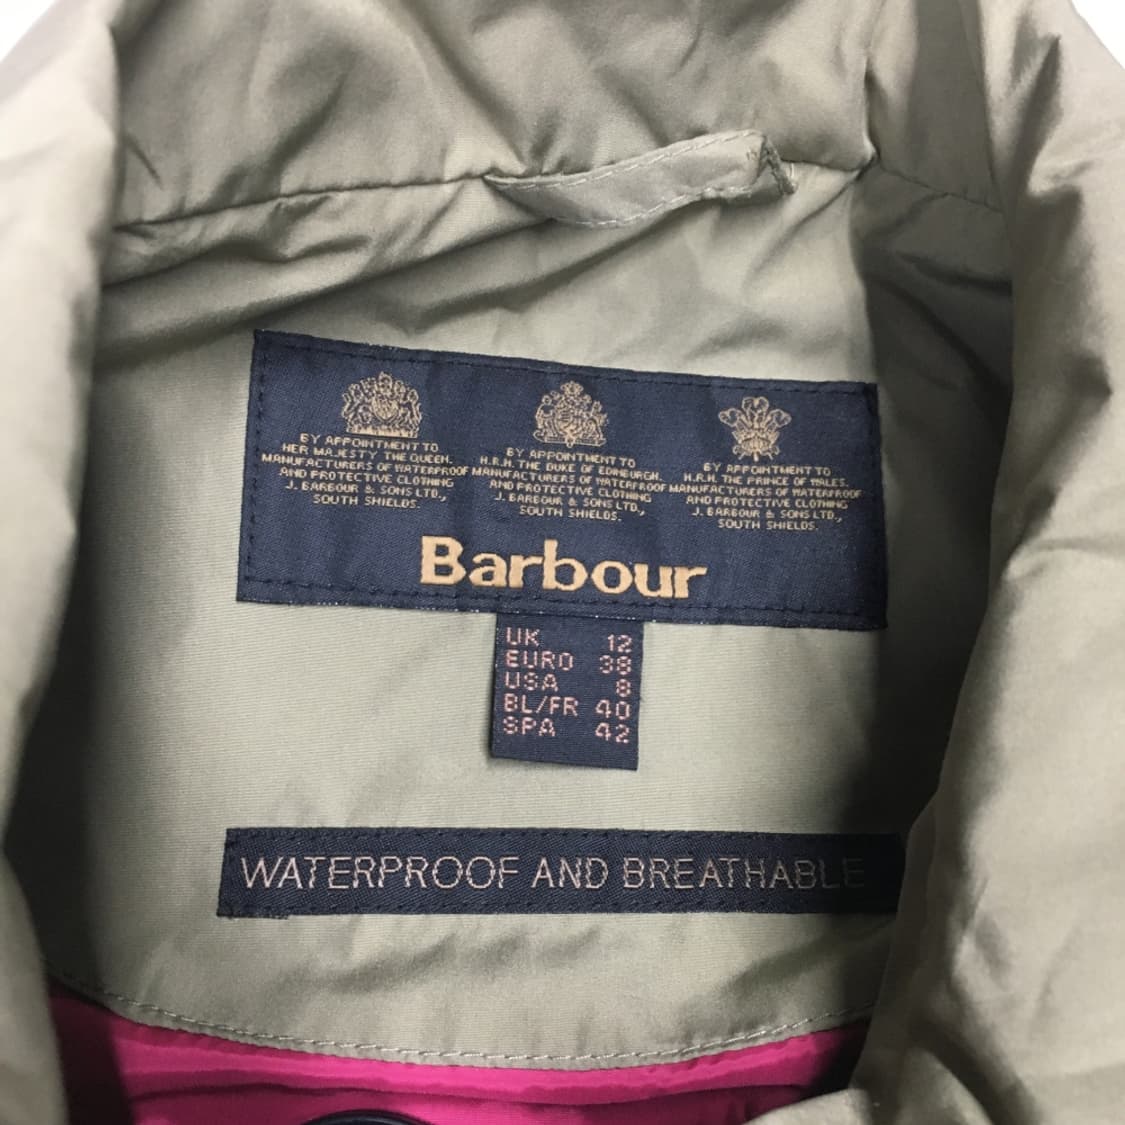 BY APPOINTMENT TO
HER MAJESTY THE QUEEN.
MANUFACTURERS OF WATERPROOF
AND PROTECTIVE CLOTHING
J. BARBOUR & SONS LTD.,
SOUTH SHIELDS.
BY APPOINTMENT TO
H.R.H. THE DUKE OF EDINBURGH.
MANUFACTURERS OF WATERPROOF
AND PROTECTIVE CLOTHING
J. BARBOUR & SONS LTD.,
SOUTH SHIELDS.
BY APPOINTMENT TO
H.R.H. THE PRINCE OF WALES.
MANUFACTURERS OF WATERPROOF
AND PROTECTIVE CLOTHING
J. BARBOUR & SONS LTD.,
SOUTH SHIELDS.
Barbour
UK 12
EURO 38
USA 8
BL/FR 40
SPA 42
WATERPROOF AND BREATHABLE